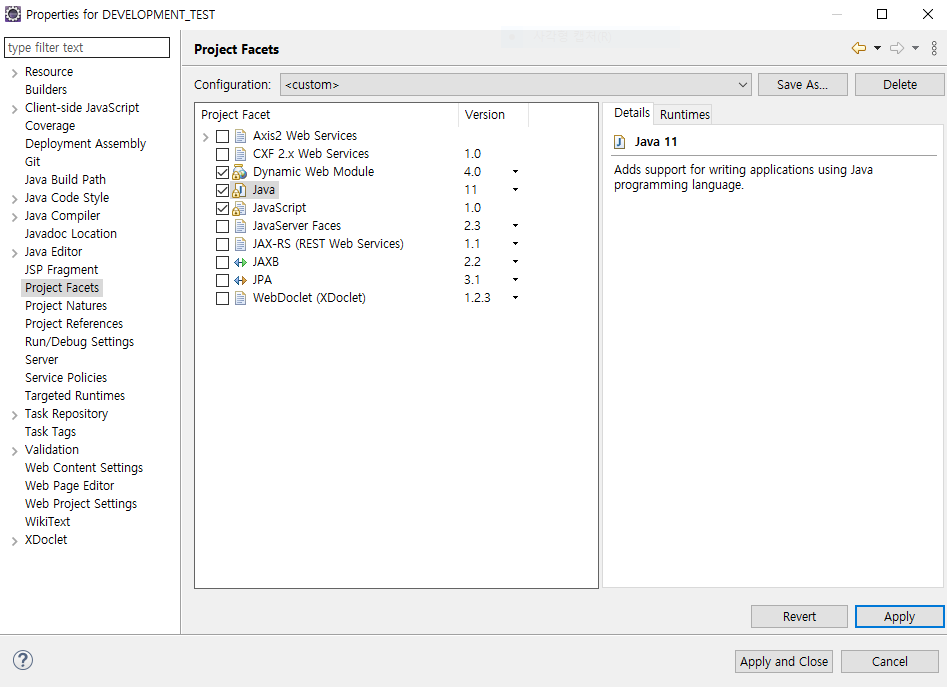 Properties for DEVELOPMENT_TEST
type filter text
Resource
Builders
Client-side JavaScript
Coverage
Deployment Assembly
Git
Java Build Path
Java Code Style
Java Compiler
Javadoc Location
Java Editor
JSP Fragment
Project Facets
Project Natures
Project References
Run/Debug Settings
Server
Service Policies
Targeted Runtimes
Task Repository
Task Tags
Validation
Web Content Settings
Web Page Editor
Web Project Settings
WikiText
XDoclet
Project Facets
Configuration: <custom> Save As... Delete
Project Facet Version
Axis2 Web Services
CXF 2.x Web Services 1.0
Dynamic Web Module 4.0
Java 11
JavaScript 1.0
JavaServer Faces 2.3
JAX-RS (REST Web Services) 1.1
JAXB 2.2
JPA 3.1
WebDoclet (XDoclet) 1.2.3
Details Runtimes
Java 11
Adds support for writing applications using Java
programming language.
Revert Apply
Apply and Close Cancel